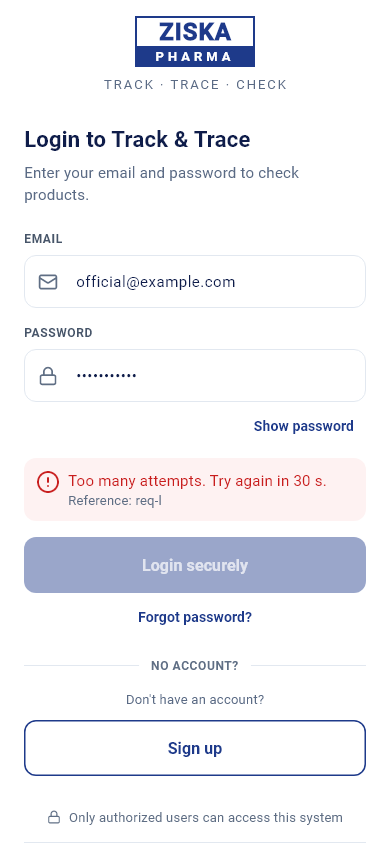 ZISKA
PHARMA
TRACK · TRACE · CHECK
Login to Track & Trace
Enter your email and password to check
products.
EMAIL
official@example.com
PASSWORD
•••••••••••
Show password
Too many attempts. Try again in 30 s.
Reference: req-l
Login securely
Forgot password?
NO ACCOUNT?
Don't have an account?
Sign up
Only authorized users can access this system